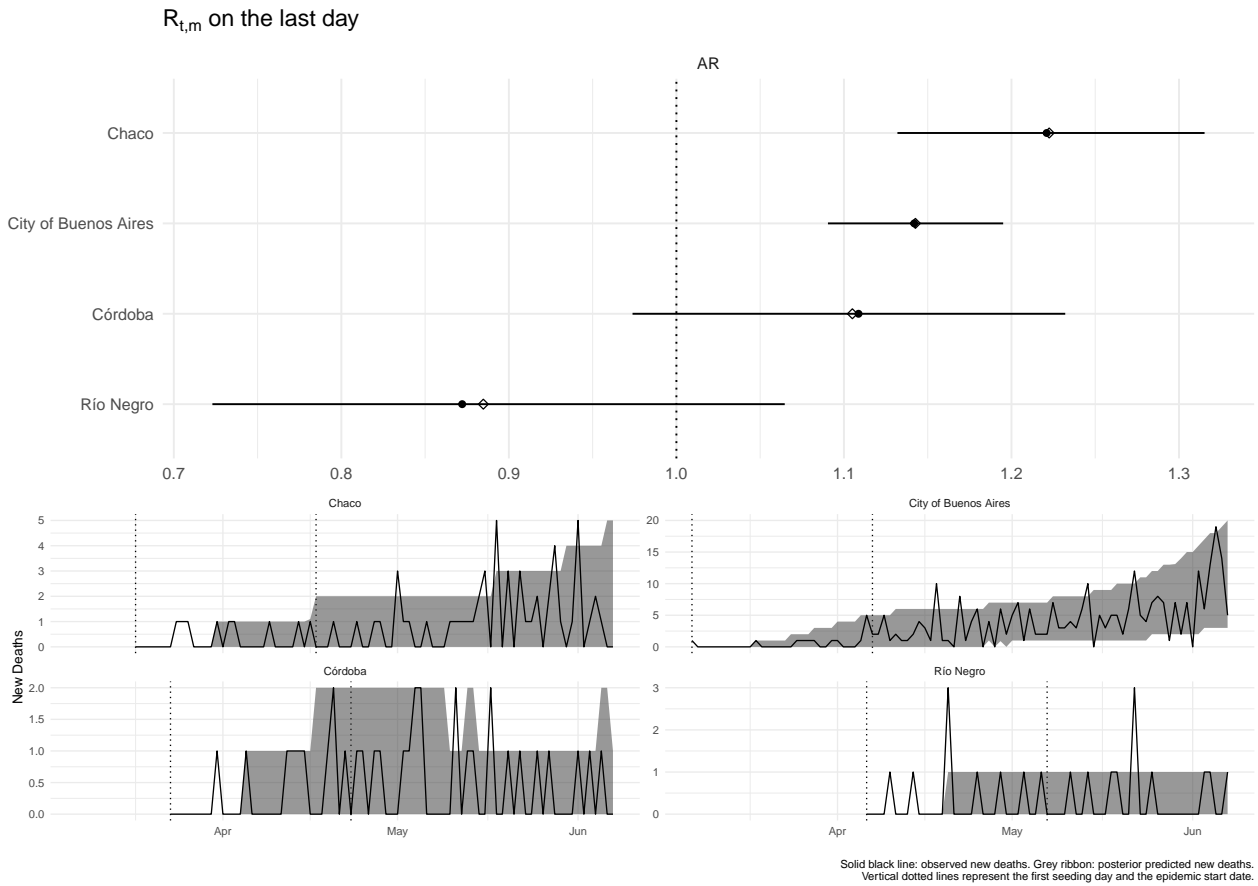 R_{t,m} on the last day
AR
Chaco
City of Buenos Aires
Córdoba
Río Negro
0.7 0.8 0.9 1.0 1.1 1.2 1.3
New Deaths
Chaco
5
4
3
2
1
0
City of Buenos Aires
20
15
10
5
0
Córdoba
2.0
1.5
1.0
0.5
0.0
Apr May Jun
Río Negro
3
2
1
0
Apr May Jun
Solid black line: observed new deaths. Grey ribbon: posterior predicted new deaths.
Vertical dotted lines represent the first seeding day and the epidemic start date.